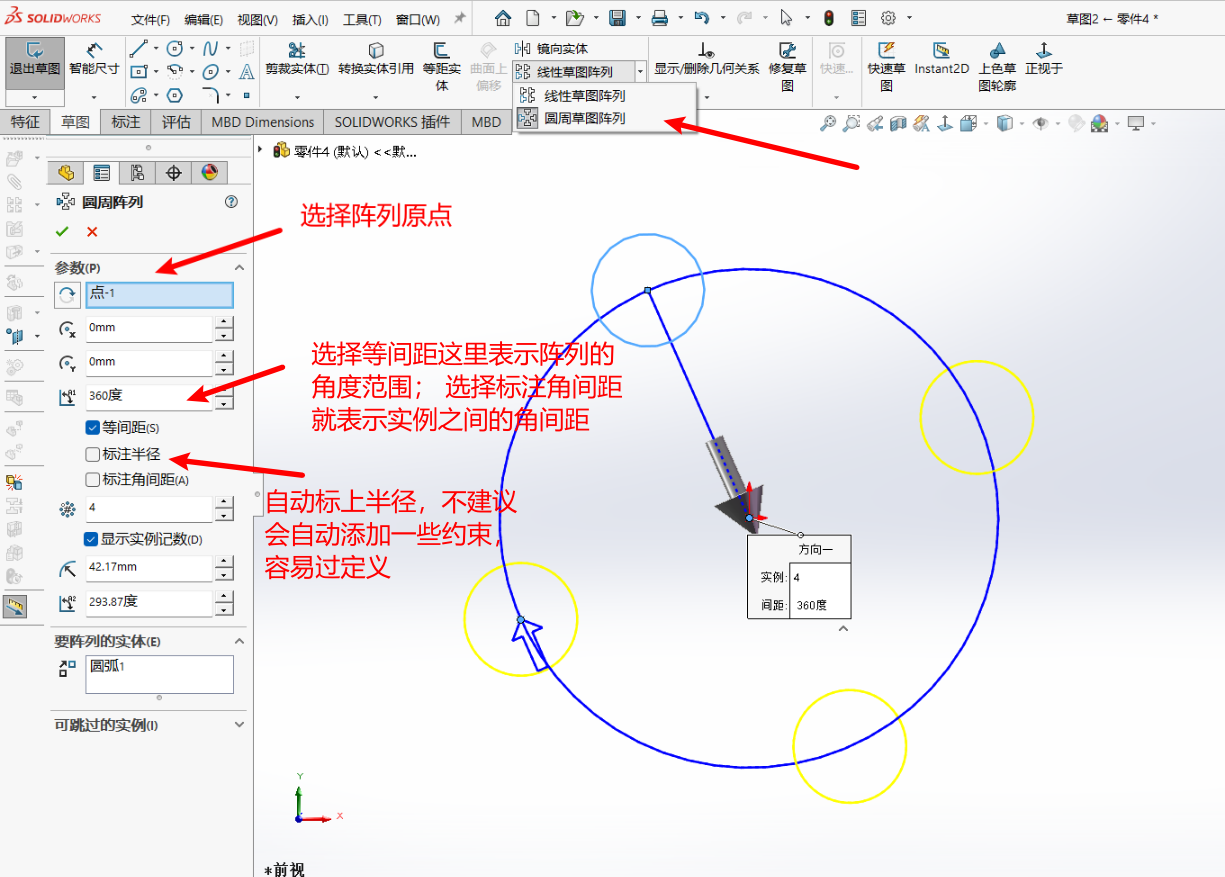 SOLIDWORKS
文件(F) 编辑(E) 视图(V) 插入(I) 工具(T) 窗口(W)
草图2 ← 零件4 *
退出草图
智能尺寸
剪裁实体(T)
转换实体引用
等距实体
曲面上偏移
镜向实体
线性草图阵列
线性草图阵列
圆周草图阵列
显示/删除几何关系
修复草图
快速...
快速草图
Instant2D
上色草图轮廓
正视于
特征 草图 标注 评估 MBD Dimensions SOLIDWORKS 插件 MBD
零件4 (默认) <<默...
圆周阵列
选择阵列原点
参数(P)
点-1
0mm
0mm
选择等间距这里表示阵列的
角度范围; 选择标注角间距
就表示实例之间的角间距
360度
等间距(S)
标注半径
标注角间距(A)
4
自动标上半径，不建议
会自动添加一些约束，
容易过定义
显示实例记数(D)
42.17mm
293.87度
要阵列的实体(E)
圆弧1
可跳过的实例(I)
方向一
实例: 4
间距: 360度
Y
X
*前视